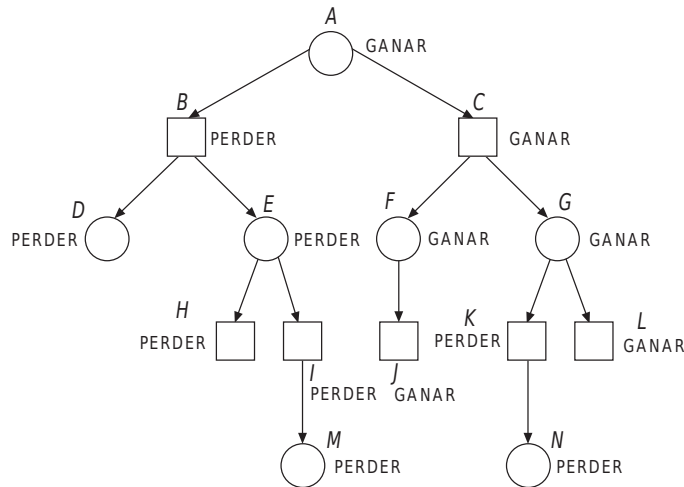 A
GANAR
B
PERDER
C
GANAR
D
PERDER
E
PERDER
F
GANAR
G
GANAR
H
PERDER
I
PERDER
J
GANAR
K
PERDER
L
GANAR
M
PERDER
N
PERDER